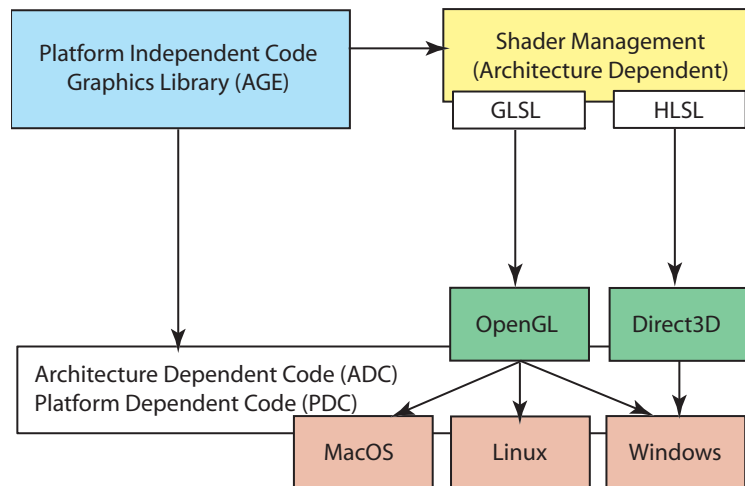 Platform Independent Code
Graphics Library (AGE)
Shader Management
(Architecture Dependent)
GLSL
HLSL
OpenGL
Direct3D
Architecture Dependent Code (ADC)
Platform Dependent Code (PDC)
MacOS
Linux
Windows